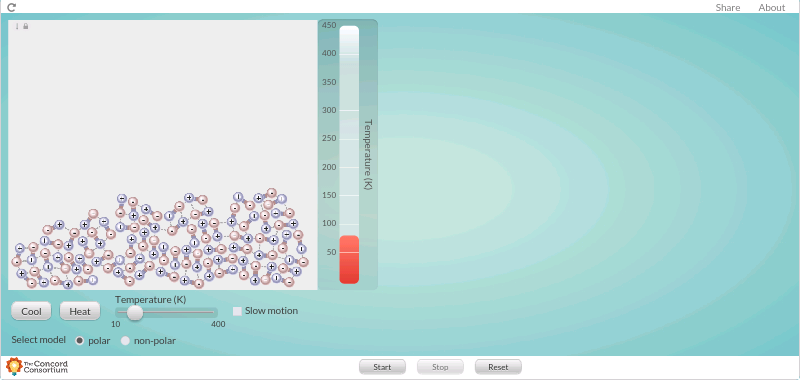 Share About
450
400
350
300
250
200
150
100
50
Temperature (K)
Cool Heat
Temperature (K)
10 400
Slow motion
Select model polar non-polar
The Concord
Consortium
Start Stop Reset